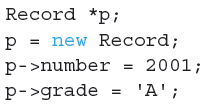 Record *p;
p = new Record;
p->number = 2001;
p->grade = 'A';